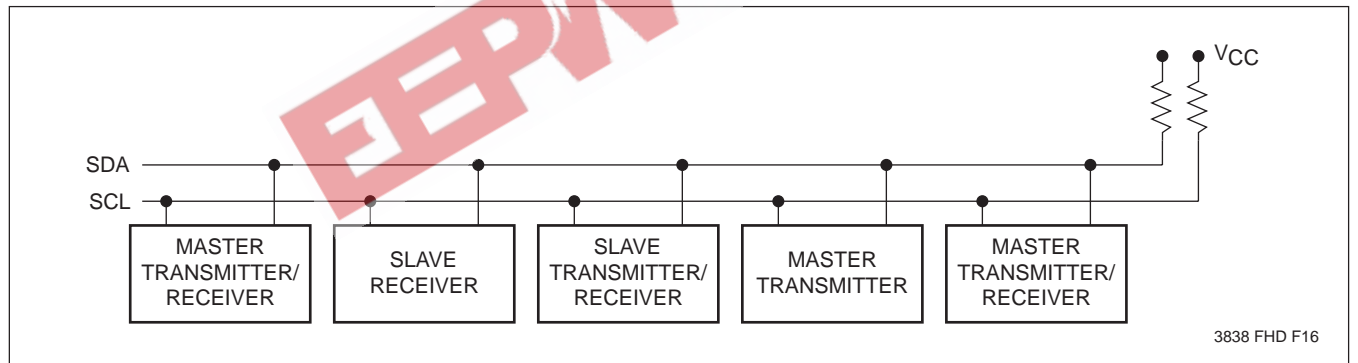 EEPW
VCC
SDA
SCL
MASTER
TRANSMITTER/
RECEIVER
SLAVE
RECEIVER
SLAVE
TRANSMITTER/
RECEIVER
MASTER
TRANSMITTER
MASTER
TRANSMITTER/
RECEIVER
3838 FHD F16